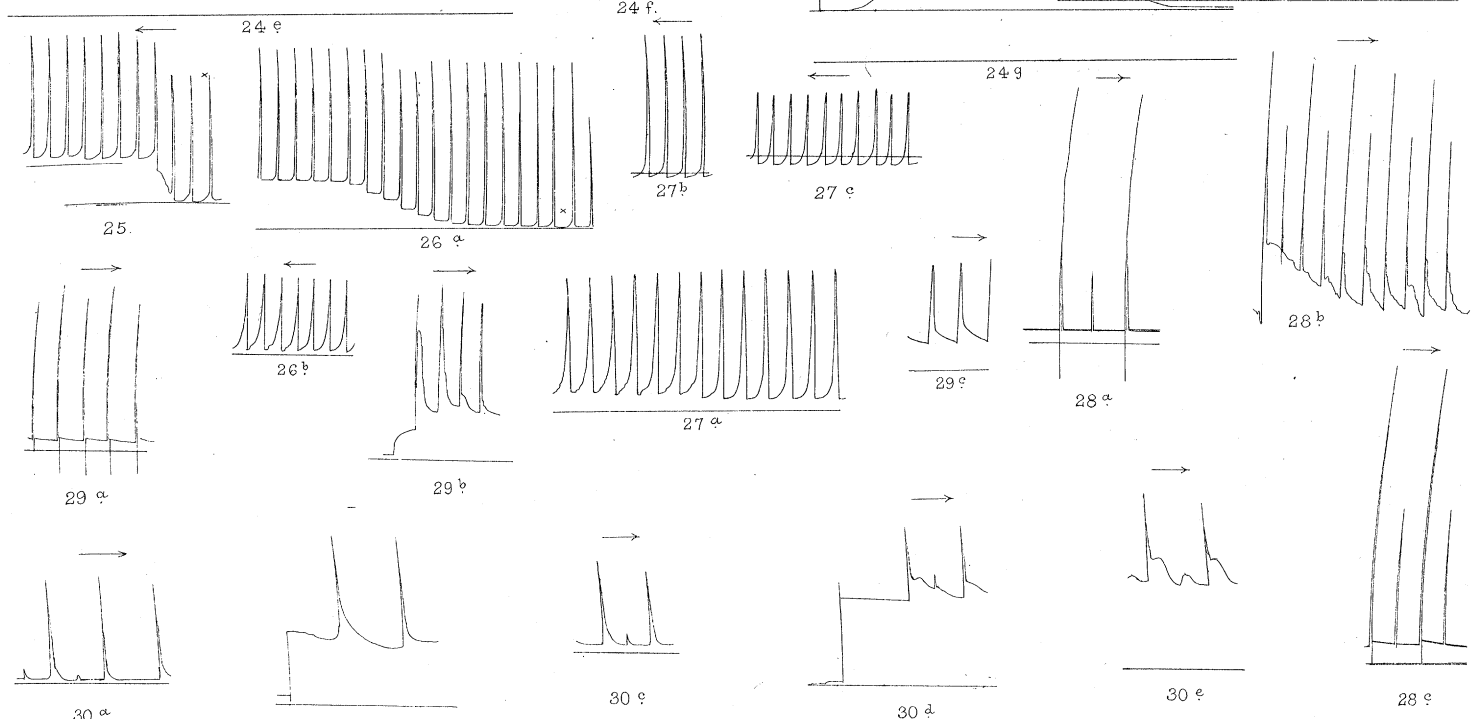 24 e.
24 f.
24 g
25.
26 a.
27 b.
27 c.
28 a.
28 b.
26 b.
29 a.
29 b.
27 a.
29 c.
30 a.
30 c.
30 d.
30 e.
28 c.